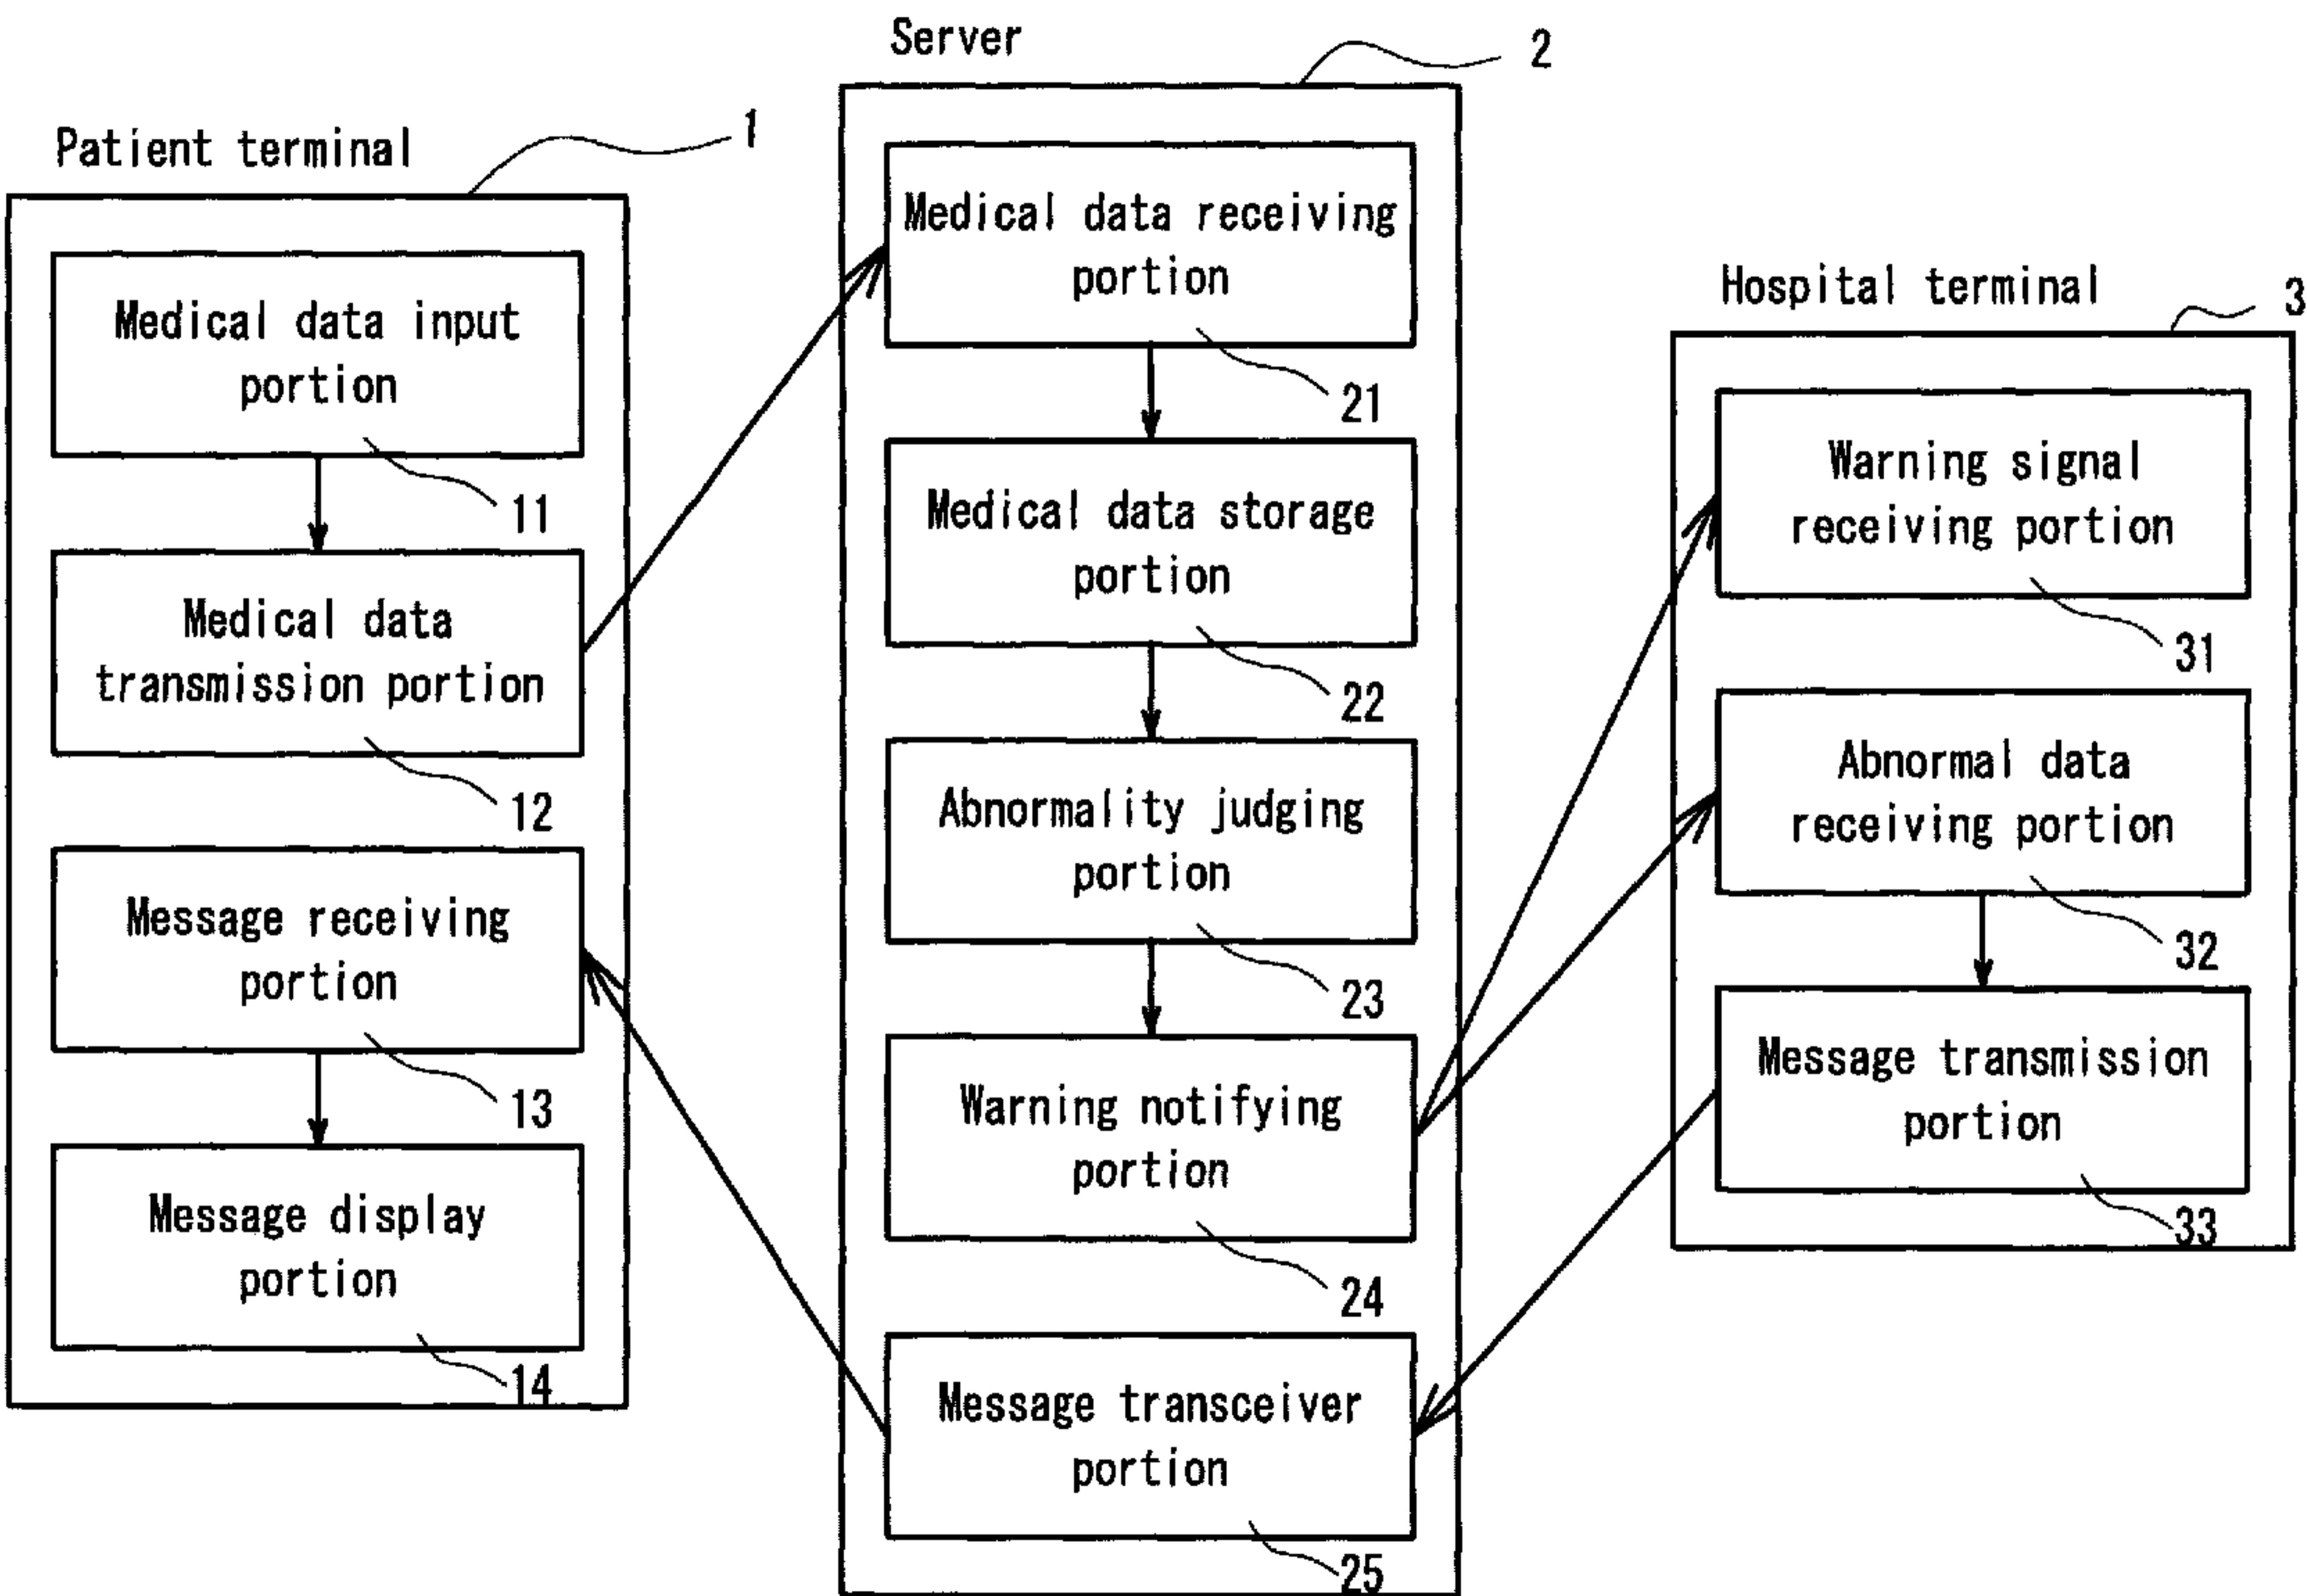 Patient terminal
1
Medical data input
portion
11
Medical data
transmission portion
12
Message receiving
portion
13
Message display
portion
14
Server
2
Medical data receiving
portion
21
Medical data storage
portion
22
Abnormality judging
portion
23
Warning notifying
portion
24
Message transceiver
portion
25
Hospital terminal
3
Warning signal
receiving portion
31
Abnormal data
receiving portion
32
Message transmission
portion
33